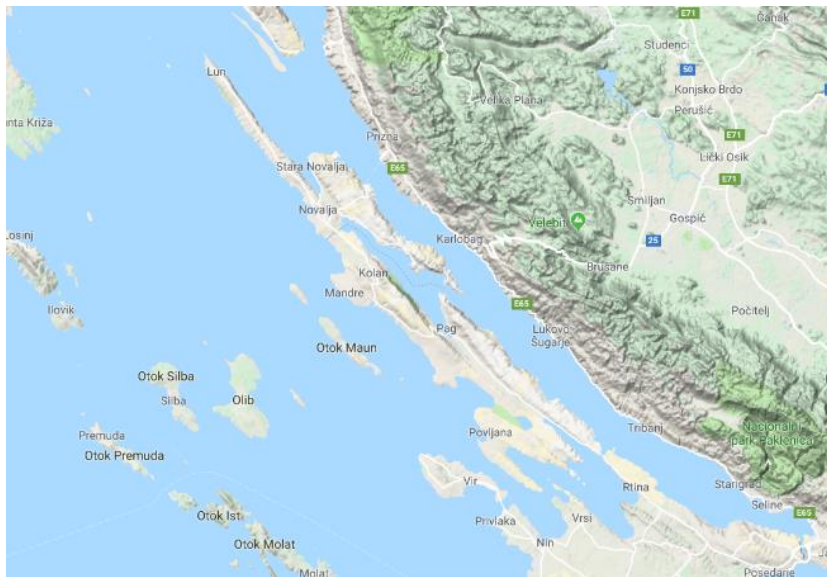 E71
Čanak
Studenci
Lun
50
Konjsko Brdo
Velika Plana
Perušić
Prizna
E71
Lički Osik
Stara Novalja
E65
E71
Smiljan
Novalja
Velebit
Gospić
Karlobag
25
Brušane
Kolan
Mandre
E65
Ilovik
Počitelj
Pag
Lukovo
Šugarje
Otok Maun
Otok Silba
Silba
Olib
Premuda
Otok Premuda
Povljana
Tribanj
Nacionalni
park Paklenica
Vir
Rtina
Starigrad
Seline
Otok Ist
Privlaka
Vrsi
E65
Otok Molat
Nin
Molat
Posedarje